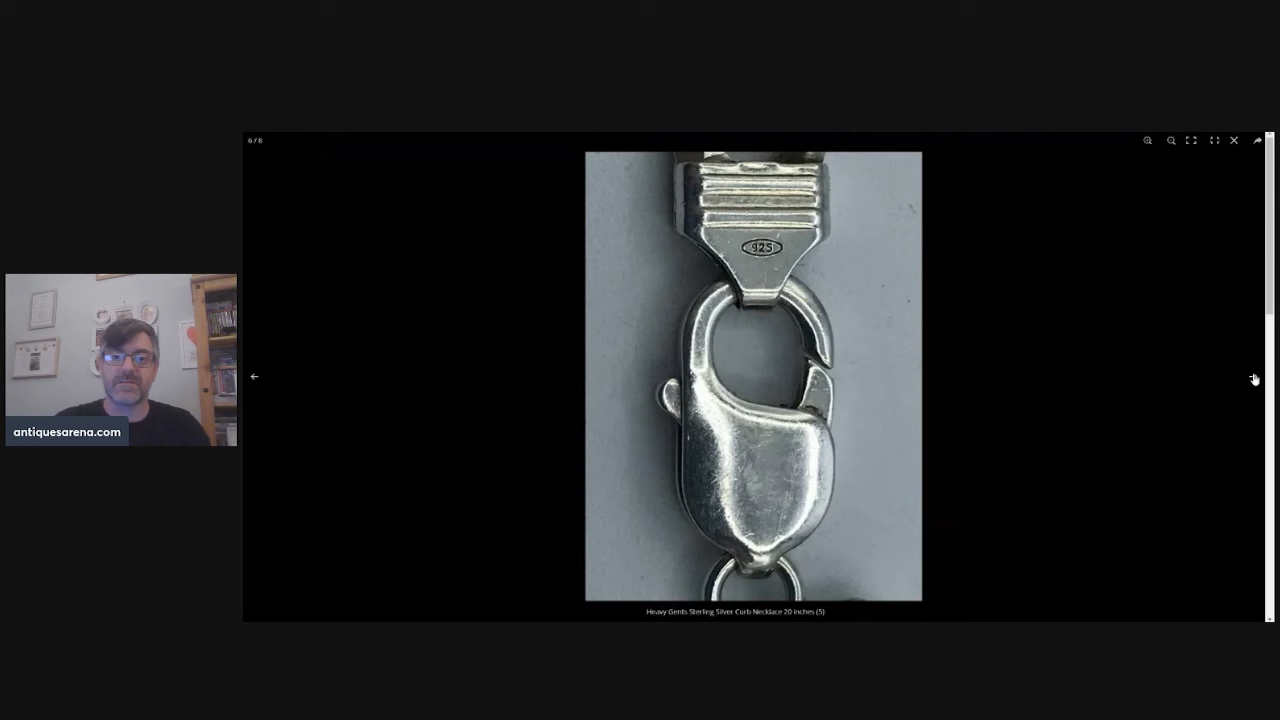 6 / 8
925
antiquesarena.com
Heavy Gents Sterling Silver Curb Necklace 20 inches (5)